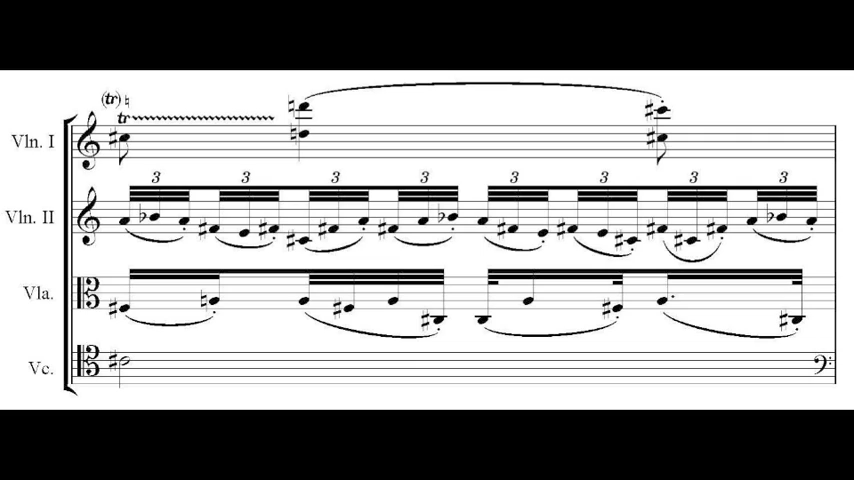 (tr)♮
tr
Vln. I
3 3 3 3 3 3 3 3
Vln. II
Vla.
Vc.